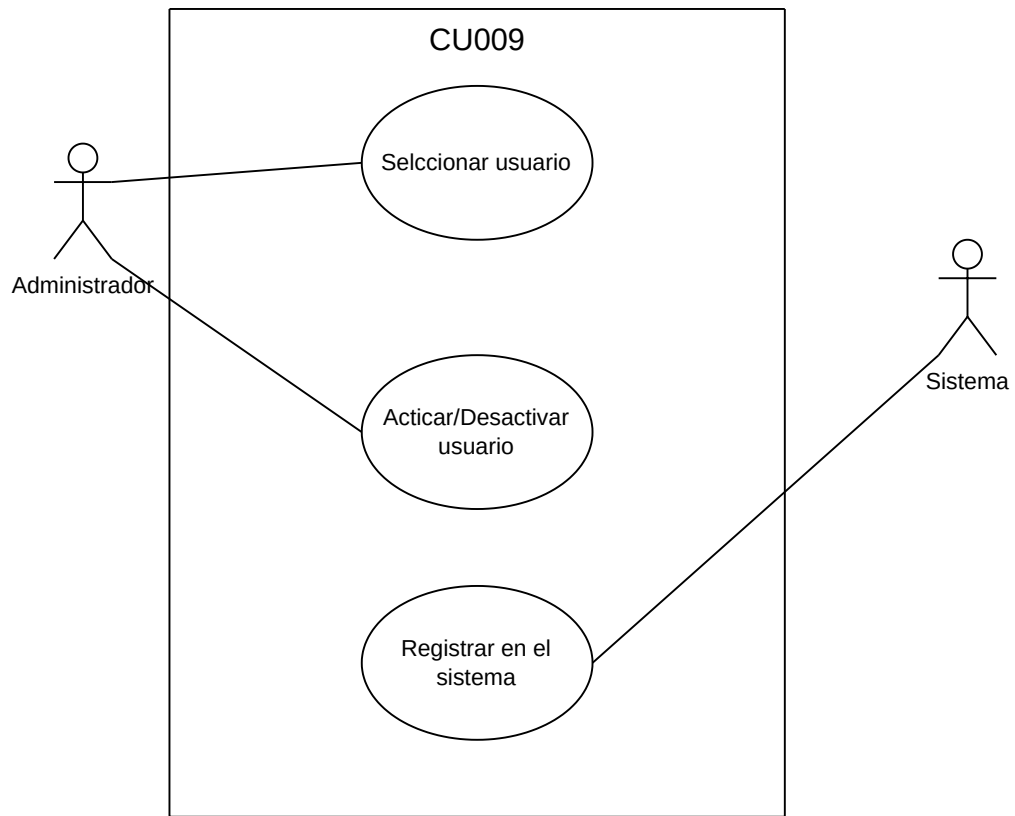 CU009
Selccionar usuario
Administrador
Sistema
Acticar/Desactivar
usuario
Registrar en el
sistema